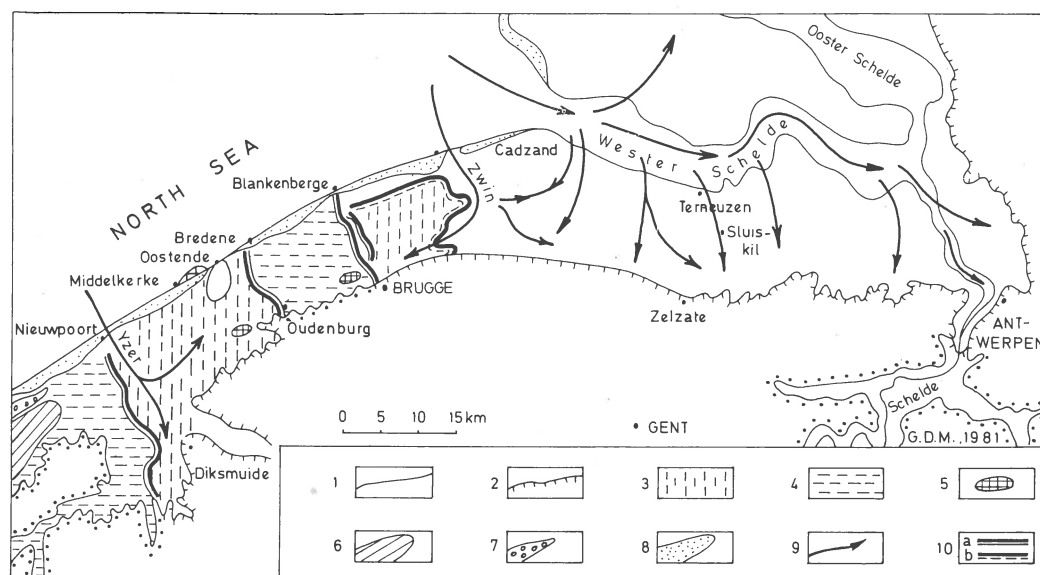 Ooster Schelde
NORTH SEA
Wester Schelde
Cadzand
Zwin
Blankenberge
Terneuzen
Sluis-
kil
Bredene
Oostende
Middelkerke
BRUGGE
Nieuwpoort
Yzer
Oudenburg
Zelzate
ANT-
WERPEN
Schelde
0 5 10 15 km
GENT
G.D.M., 1981
Diksmuide
1 2 3 4 5
6 7 8 9 10 a
b